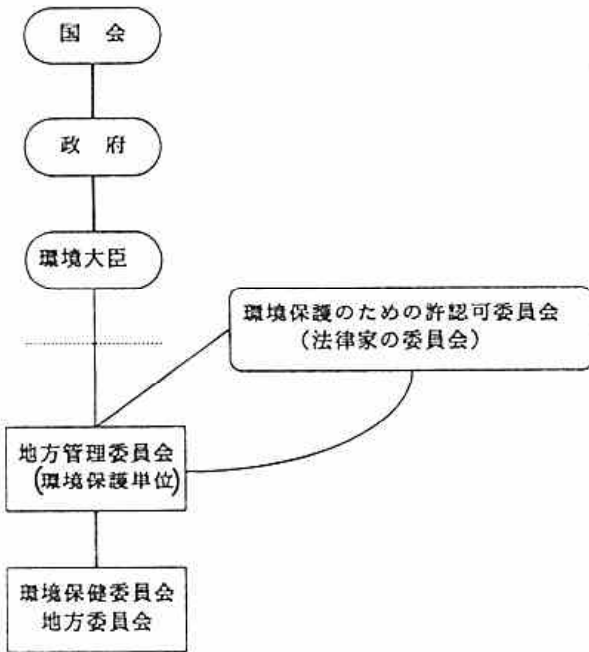 国 会
政 府
環境大臣
環境保護のための許認可委員会
(法律家の委員会)
地方管理委員会
(環境保護単位)
環境保健委員会
地方委員会